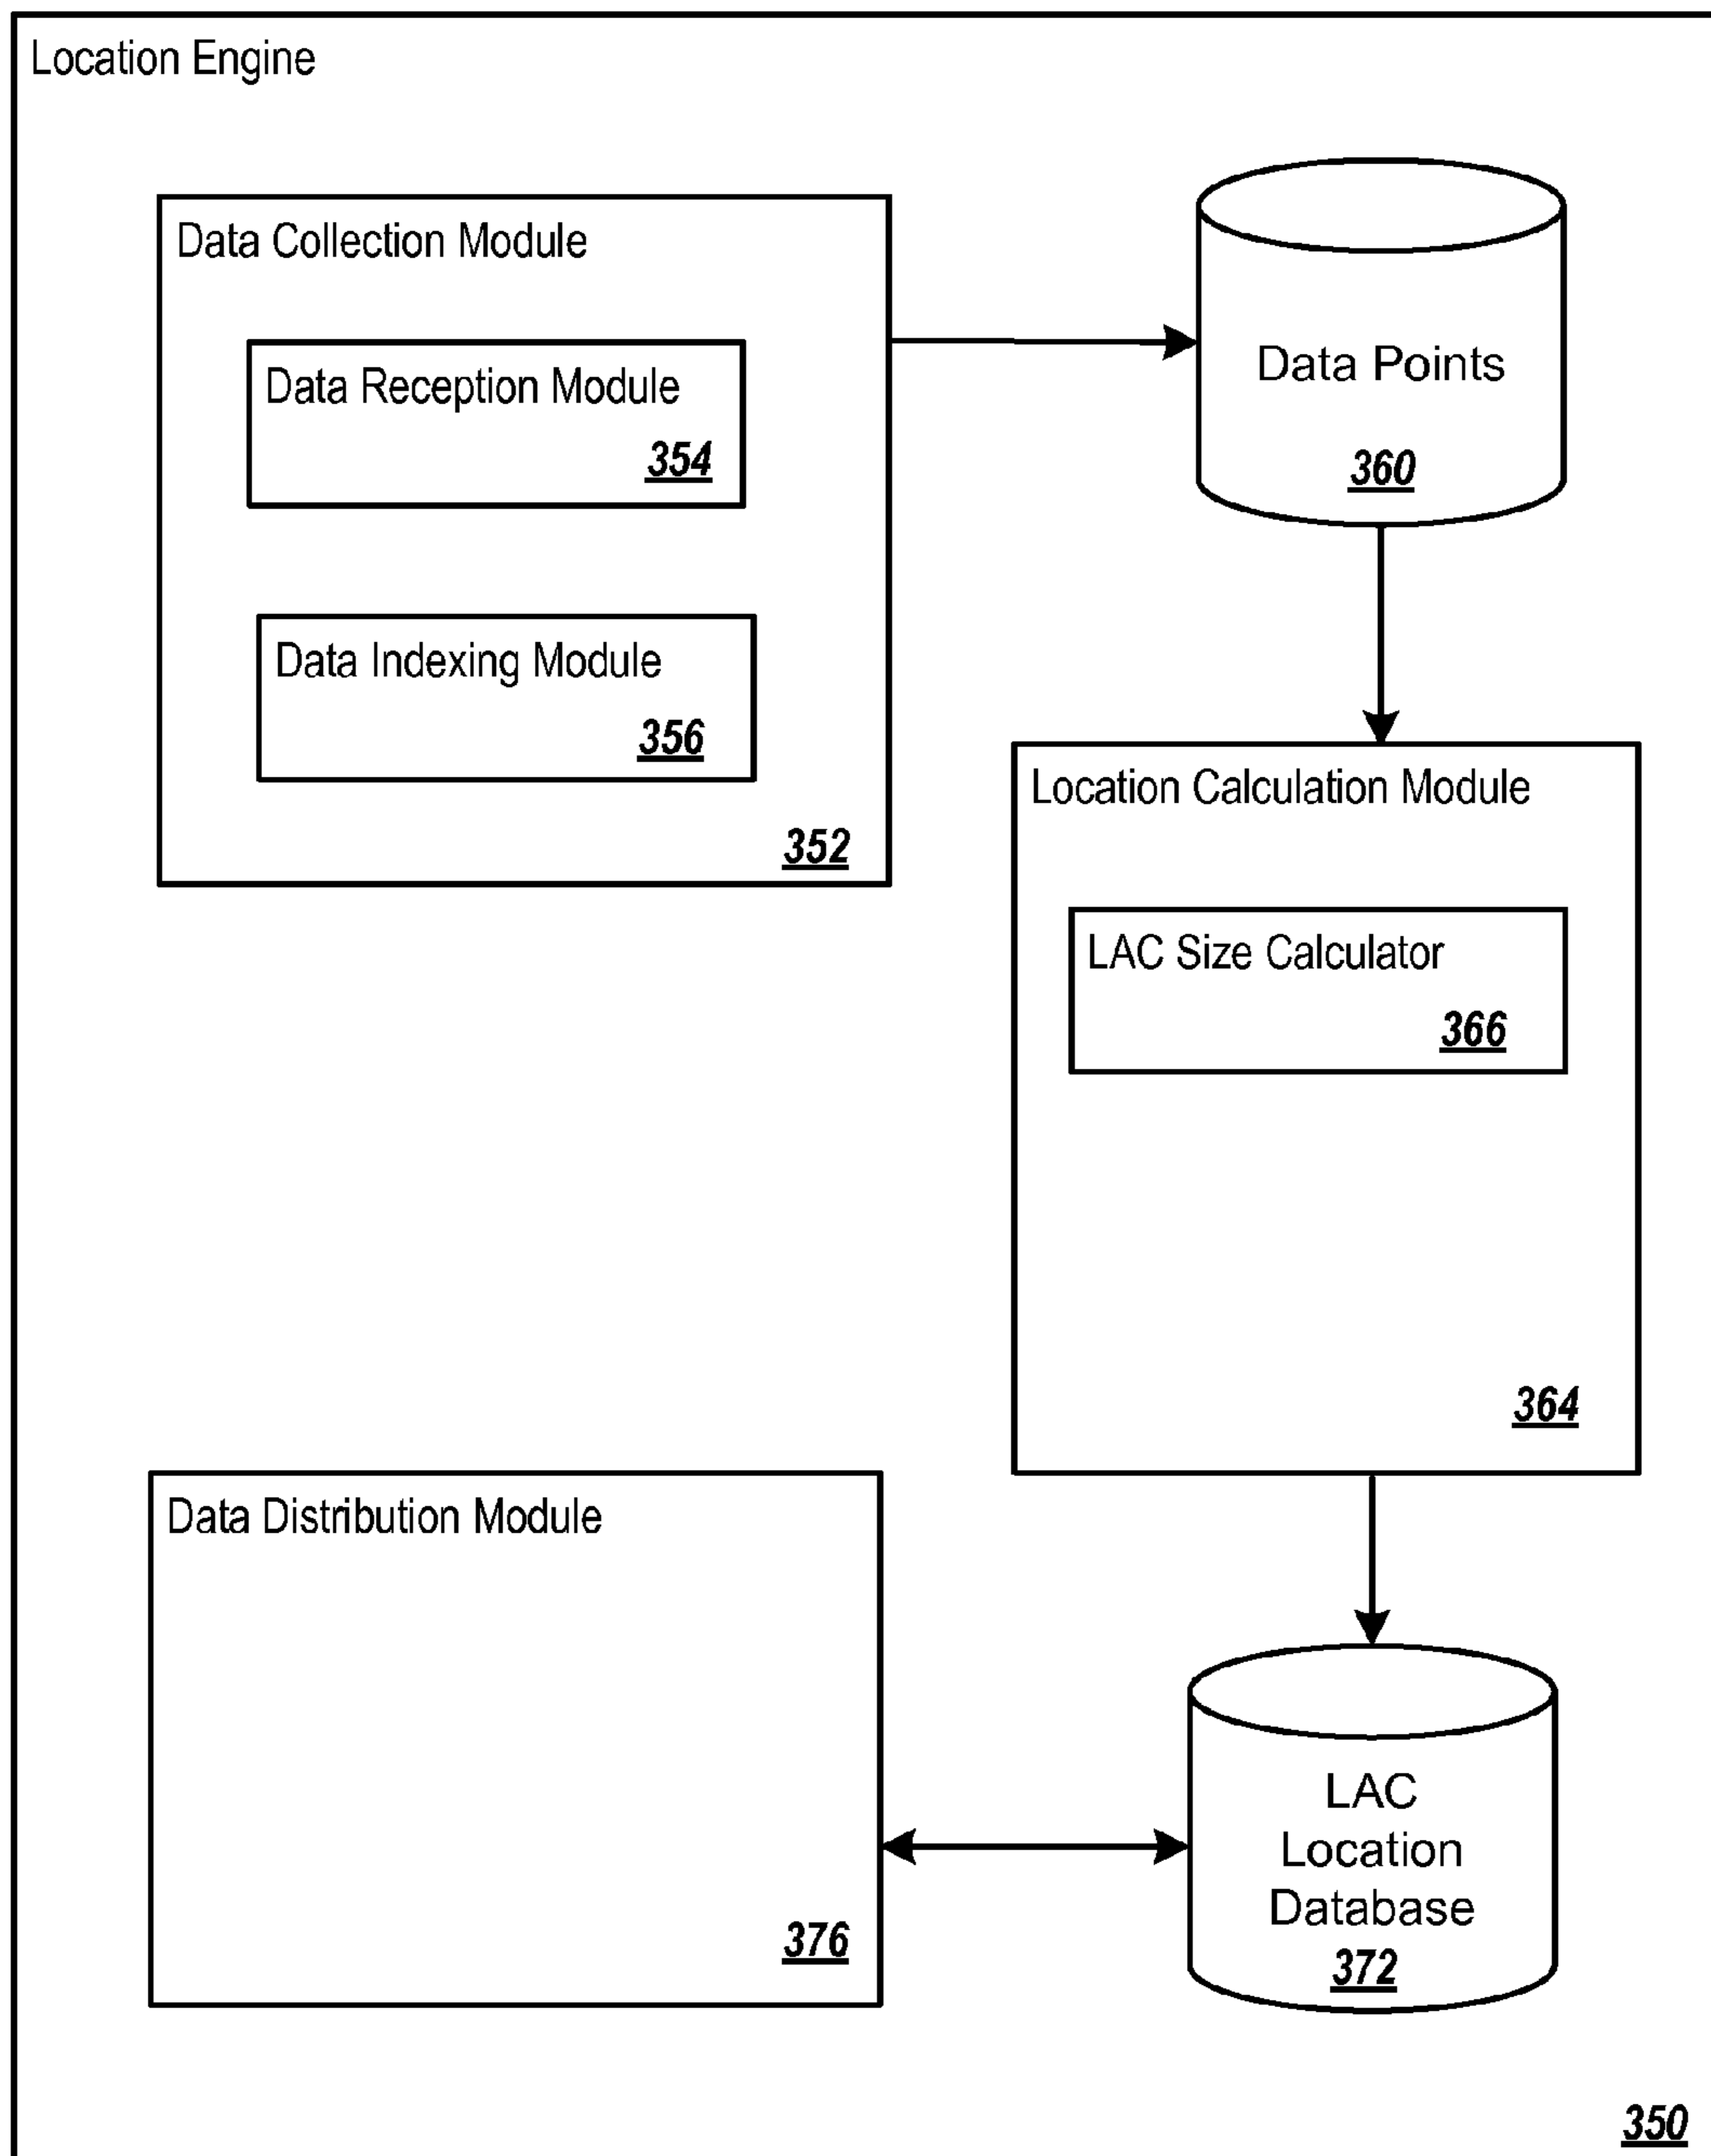 Location Engine
Data Collection Module
Data Reception Module
354
Data Indexing Module
356
352
Data Points
360
Location Calculation Module
LAC Size Calculator
366
364
Data Distribution Module
376
LAC
Location
Database
372
350